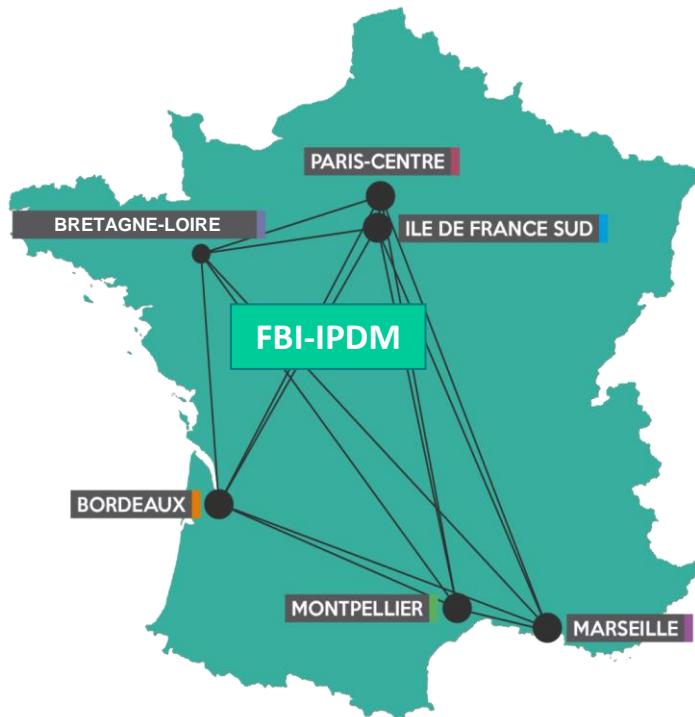 PARIS-CENTRE
BRETAGNE-LOIRE
ILE DE FRANCE SUD
FBI-IPDM
BORDEAUX
MONTPELLIER
MARSEILLE